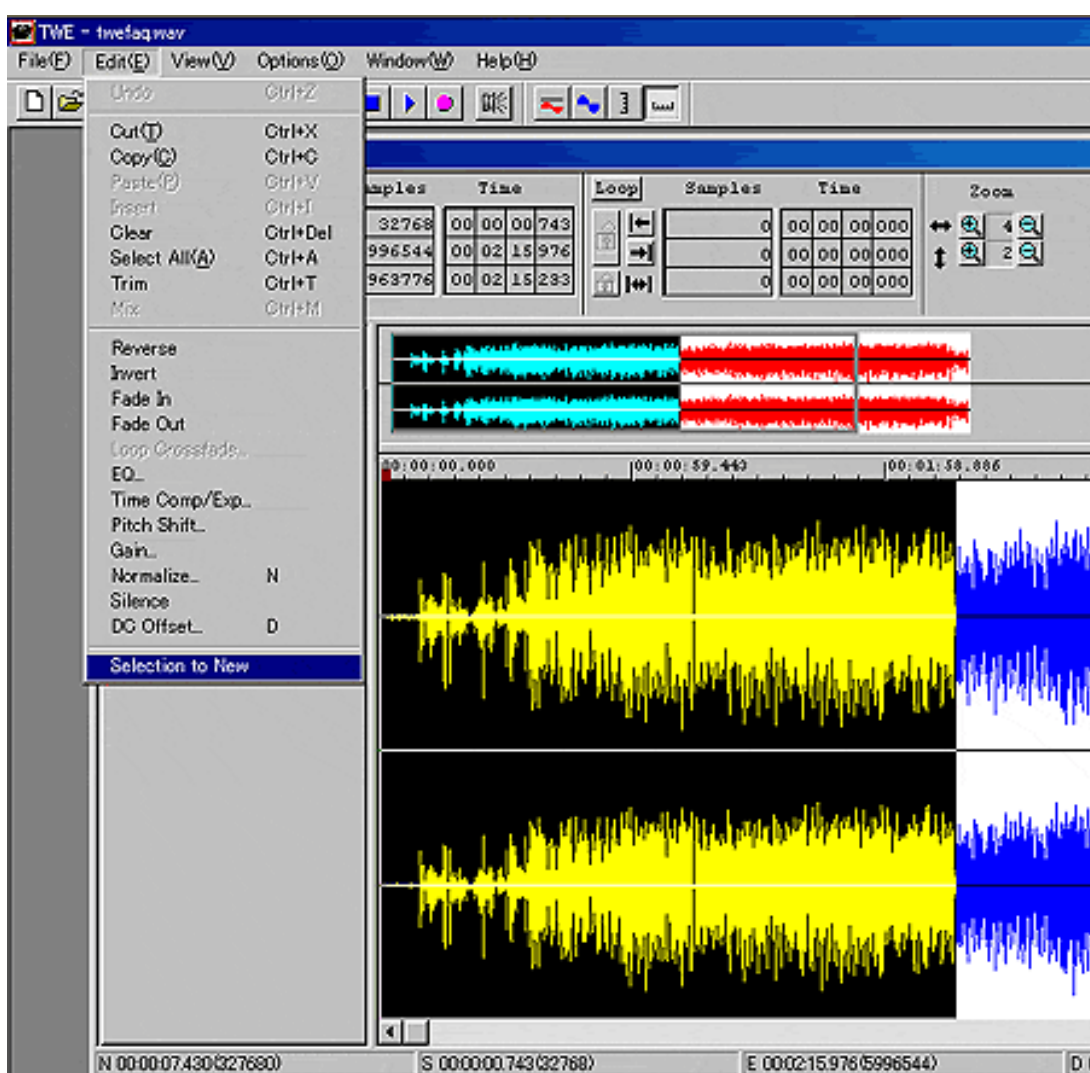 TWE - twefaq.wav
File(F) Edit(E) View(V) Options(O) Window(W) Help(H)
Undo Ctrl+Z
Cut(T) Ctrl+X
Copy(C) Ctrl+C
Paste(P) Ctrl+V
Insert Ctrl+I
Clear Ctrl+Del
Select All(A) Ctrl+A
Trim Ctrl+T
Mix Ctrl+M
Reverse
Invert
Fade In
Fade Out
Loop Crossfade...
EQ...
Time Comp/Exp...
Pitch Shift...
Gain...
Normalize... N
Silence
DC Offset... D
Selection to New
amples Time Loop Samples Time Zoom
32768 00 00 00 743 0 00 00 00 000 4
996544 00 02 15 976 0 00 00 00 000 2
963776 00 02 15 233 0 00 00 00 000
00:00:00.000 00:00:59.443 00:01:58.886
N 00:00:07.430(327680) S 00:00:00.743(32768) E 00:02:15.976(5996544) D